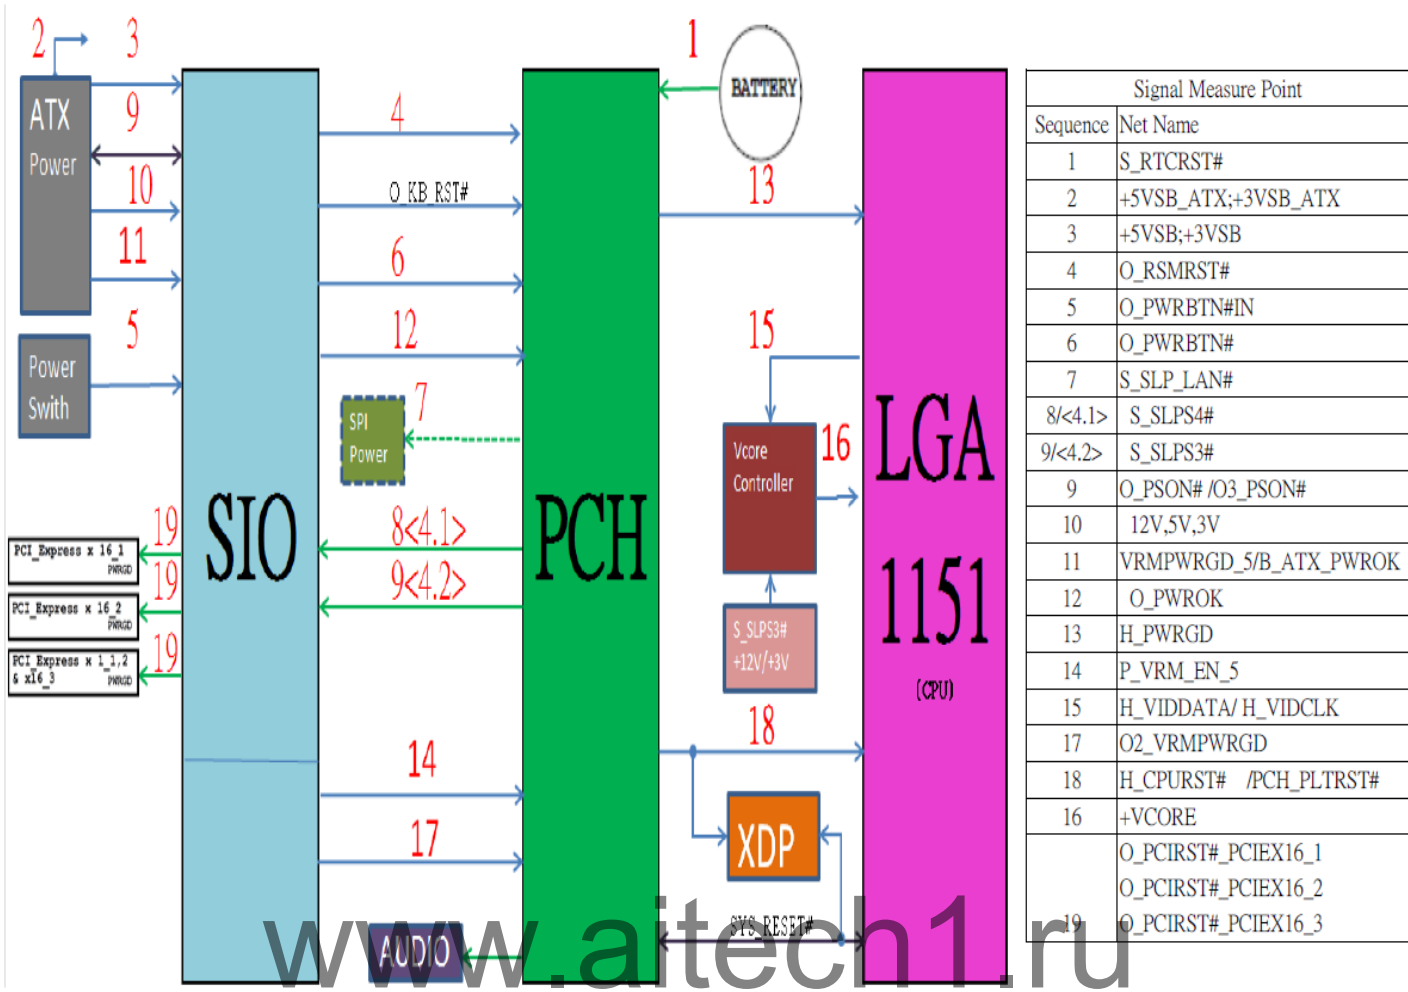 2
3
1
ATX
Power
9
10
11
5
Power
Swith
BATTERY
4
O_KB_RST#
6
12
13
15
SPI
Power
7
Vcore
Controller
16
S_SLPS3#
+12V/+3V
8<4.1>
9<4.2>
SIO
PCH
LGA
1151
(CPU)
19
PCI_Express x 16_1
PWRGD
19
PCI_Express x 16_2
PWRGD
19
PCI_Express x 1_1,2
& x16_3
PWRGD
14
17
18
XDP
SYS_RESET#
AUDIO
Signal Measure Point
Sequence Net Name
1 S_RTCRST#
2 +5VSB_ATX;+3VSB_ATX
3 +5VSB;+3VSB
4 O_RSMRST#
5 O_PWRBTN#IN
6 O_PWRBTN#
7 S_SLP_LAN#
8/<4.1> S_SLPS4#
9/<4.2> S_SLPS3#
9 O_PSON# /O3_PSON#
10 12V,5V,3V
11 VRMPWRGD_5/B_ATX_PWROK
12 O_PWROK
13 H_PWRGD
14 P_VRM_EN_5
15 H_VIDDATA/ H_VIDCLK
17 O2_VRMPWRGD
18 H_CPURST# /PCH_PLTRST#
16 +VCORE
O_PCIRST#_PCIEX16_1
O_PCIRST#_PCIEX16_2
19 O_PCIRST#_PCIEX16_3
www.aitech1.ru